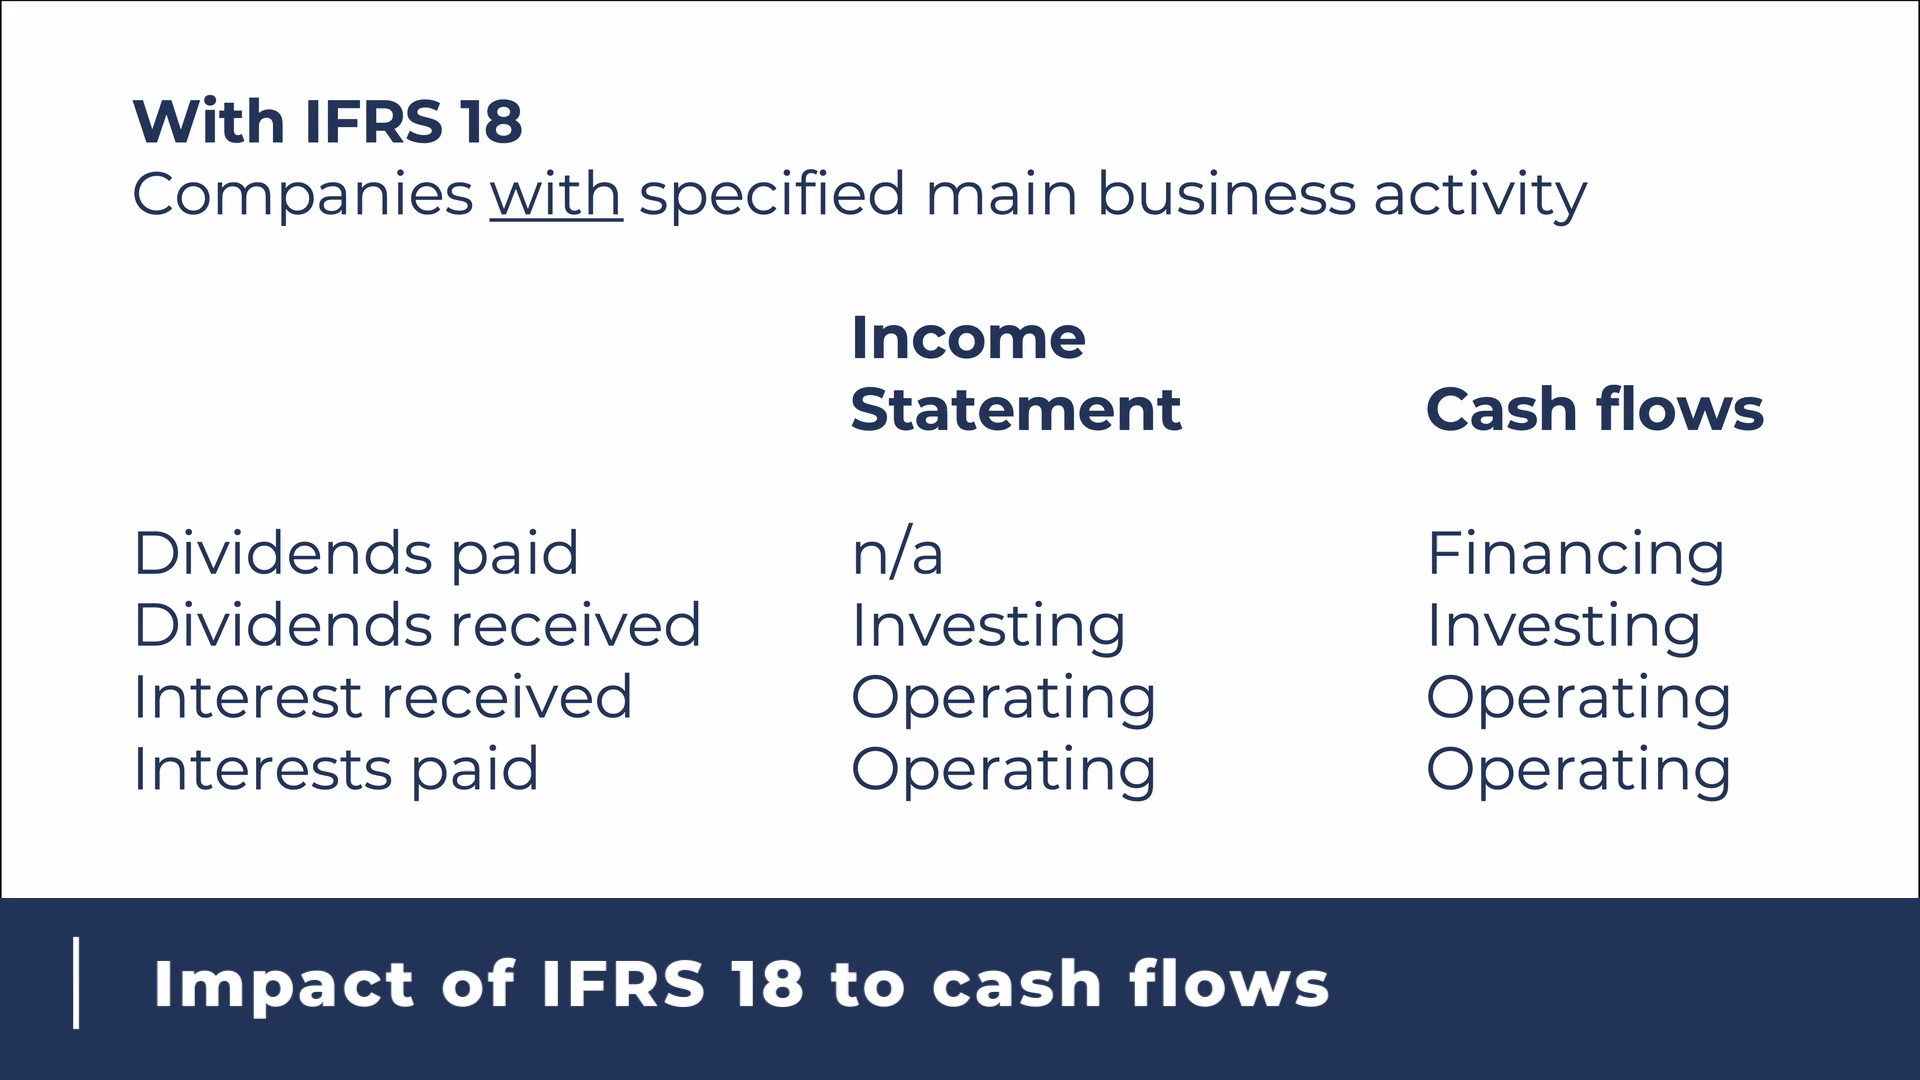 With IFRS 18
Companies with specified main business activity
Income
Statement Cash flows
Dividends paid n/a Financing
Dividends received Investing Investing
Interest received Operating Operating
Interests paid Operating Operating
Impact of IFRS 18 to cash flows